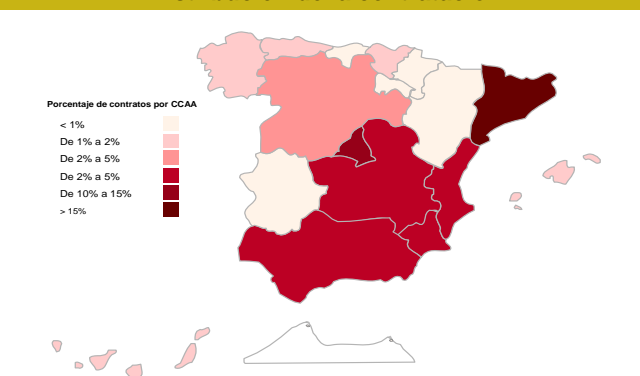 Porcentaje de contratos por CCAA
< 1%
De 1% a 2%
De 2% a 5%
De 2% a 5%
De 10% a 15%
> 15%